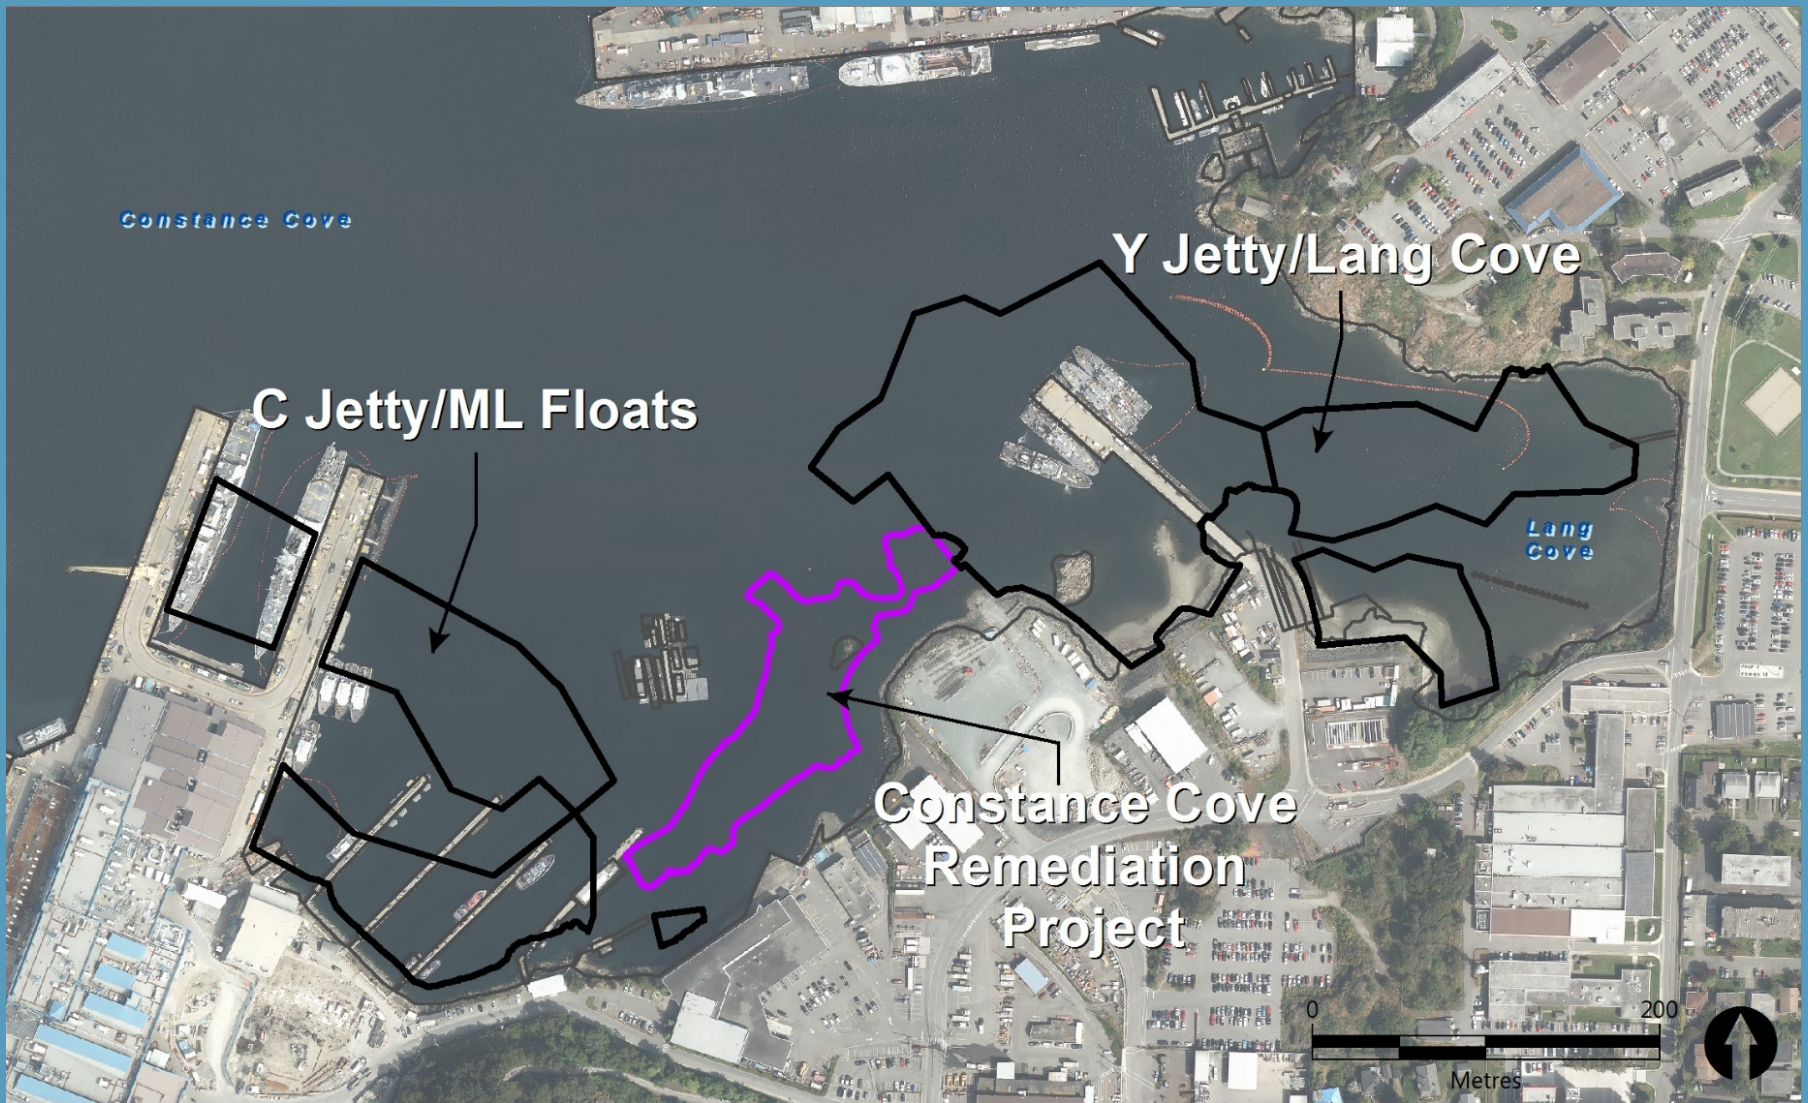 Constance Cove
Y Jetty/Lang Cove
C Jetty/ML Floats
Lang
Cove
Constance Cove
Remediation
Project
0 200
Metres